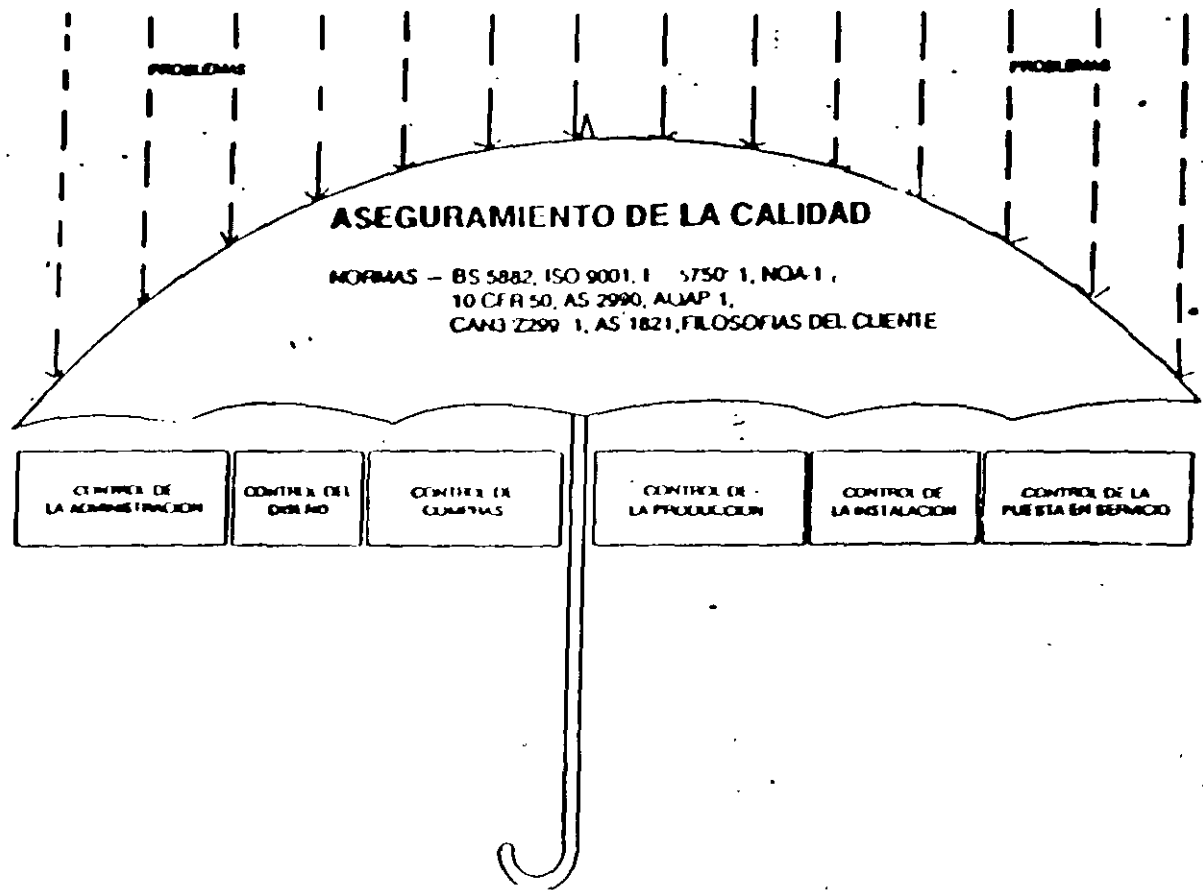 PROBLEMAS
PROBLEMAS
ASEGURAMIENTO DE LA CALIDAD
NORMAS – BS 5882, ISO 9001, 5750 1, NQA-1,
10 CFR 50, AS 2990, AQAP 1,
CAN3 Z299 1, AS 1821, FILOSOFIAS DEL CLIENTE
CONTROL DE
LA ADMINISTRACION
CONTROL DEL
DISEÑO
CONTROL DE
COMPRAS
CONTROL DE
LA PRODUCCION
CONTROL DE
LA INSTALACION
CONTROL DE LA
PUESTA EN SERVICIO